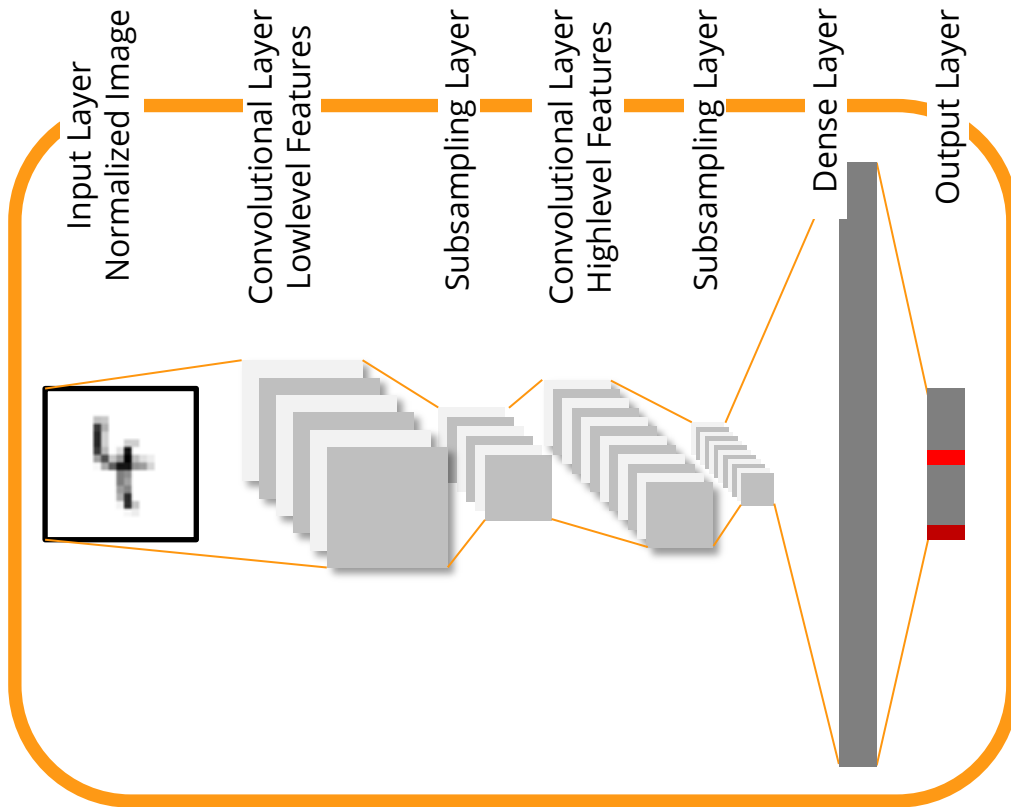 Input Layer
Normalized Image
Convolutional Layer
Lowlevel Features
Subsampling Layer
Convolutional Layer
Highlevel Features
Subsampling Layer
Dense Layer
Output Layer
4